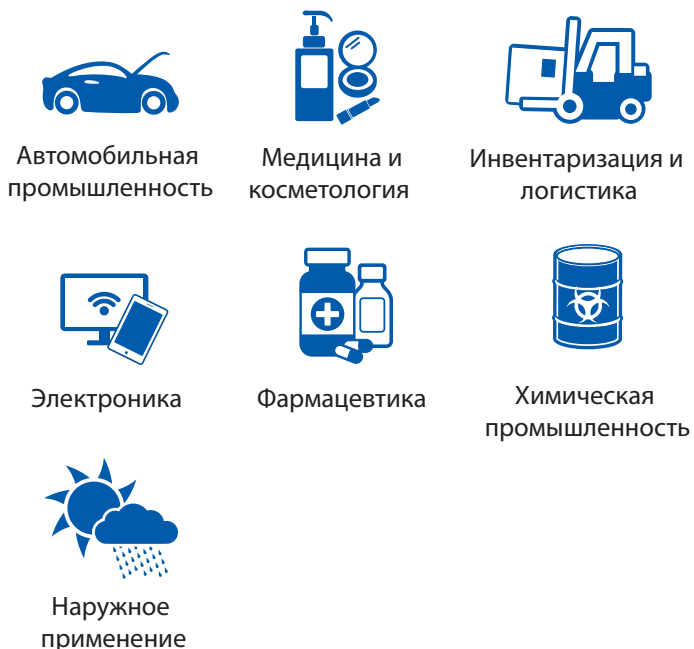 Автомобильная
промышленность
Медицина и
косметология
Инвентаризация и
логистика
Электроника
Фармацевтика
Химическая
промышленность
Наружное
применение